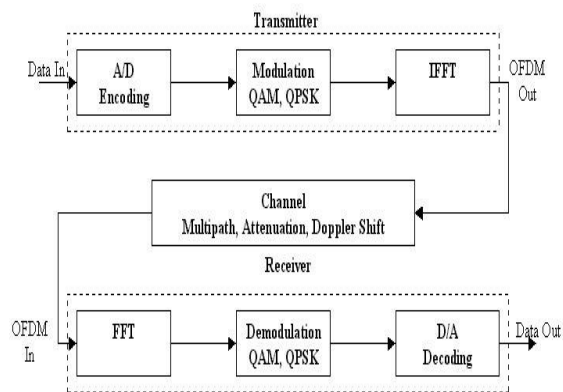 Transmitter
Data In
A/D
Encoding
Modulation
QAM, QPSK
IFFT
OFDM
Out
Channel
Multipath, Attenuation, Doppler Shift
Receiver
OFDM
In
FFT
Demodulation
QAM, QPSK
D/A
Decoding
Data Out